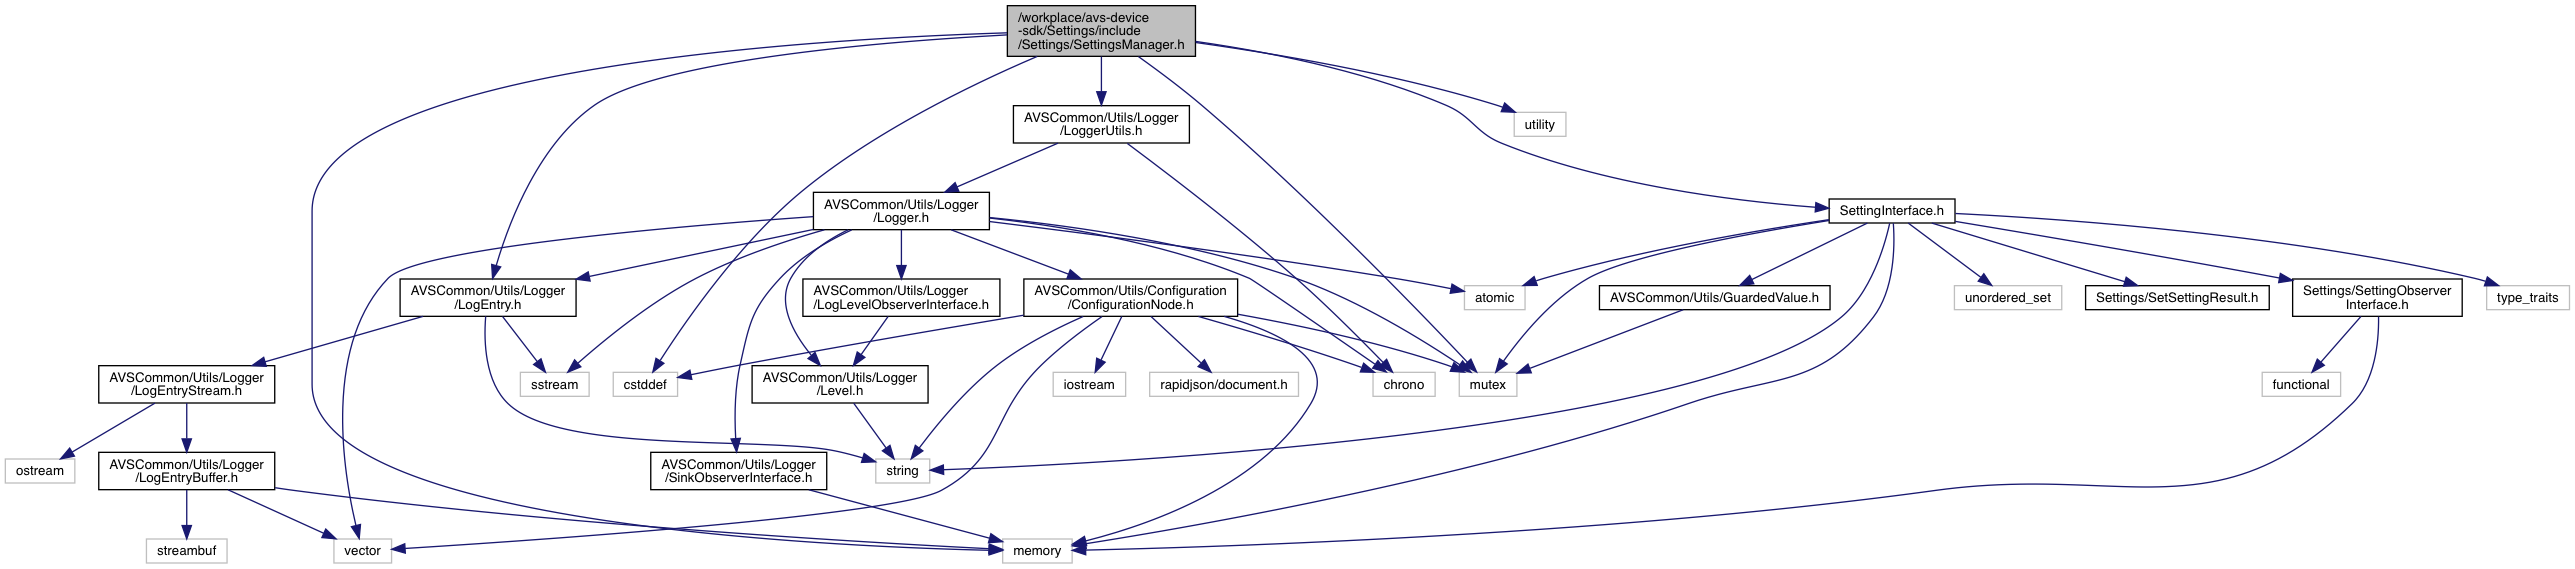 /workplace/avs-device
-sdk/Settings/include
/Settings/SettingsManager.h
AVSCommon/Utils/Logger
/LoggerUtils.h
utility
AVSCommon/Utils/Logger
/Logger.h
SettingInterface.h
AVSCommon/Utils/Logger
/LogEntry.h
AVSCommon/Utils/Logger
/LogLevelObserverInterface.h
AVSCommon/Utils/Configuration
/ConfigurationNode.h
atomic
AVSCommon/Utils/GuardedValue.h
unordered_set
Settings/SetSettingResult.h
Settings/SettingObserver
Interface.h
type_traits
AVSCommon/Utils/Logger
/LogEntryStream.h
sstream
cstddef
AVSCommon/Utils/Logger
/Level.h
iostream
rapidjson/document.h
chrono
mutex
functional
ostream
AVSCommon/Utils/Logger
/LogEntryBuffer.h
AVSCommon/Utils/Logger
/SinkObserverInterface.h
string
streambuf
vector
memory